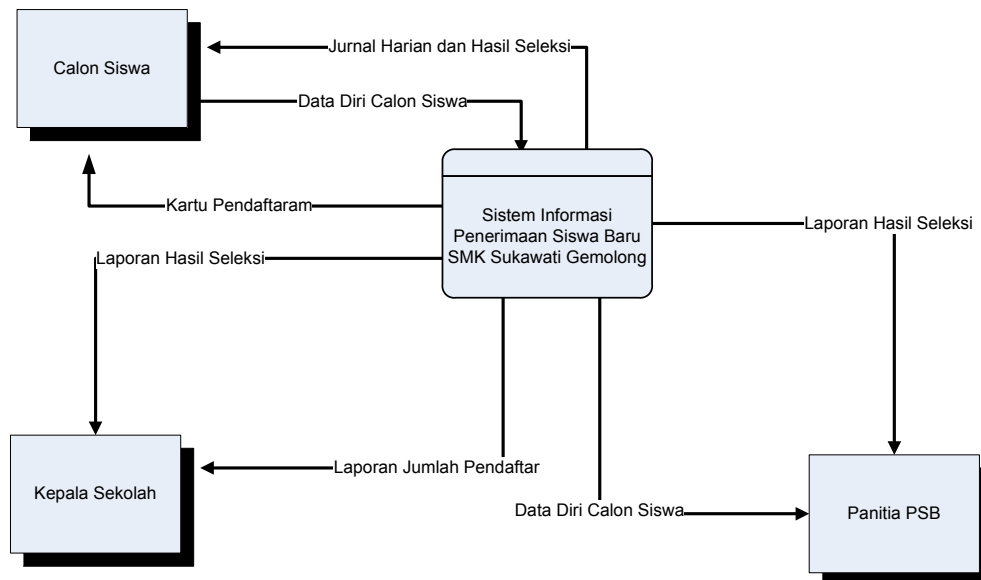 Jurnal Harian dan Hasil Seleksi
Calon Siswa
Data Diri Calon Siswa
Kartu Pendaftaram
Sistem Informasi
Penerimaan Siswa Baru
SMK Sukawati Gemolong
Laporan Hasil Seleksi
Laporan Hasil Seleksi
Kepala Sekolah
Laporan Jumlah Pendaftar
Data Diri Calon Siswa
Panitia PSB